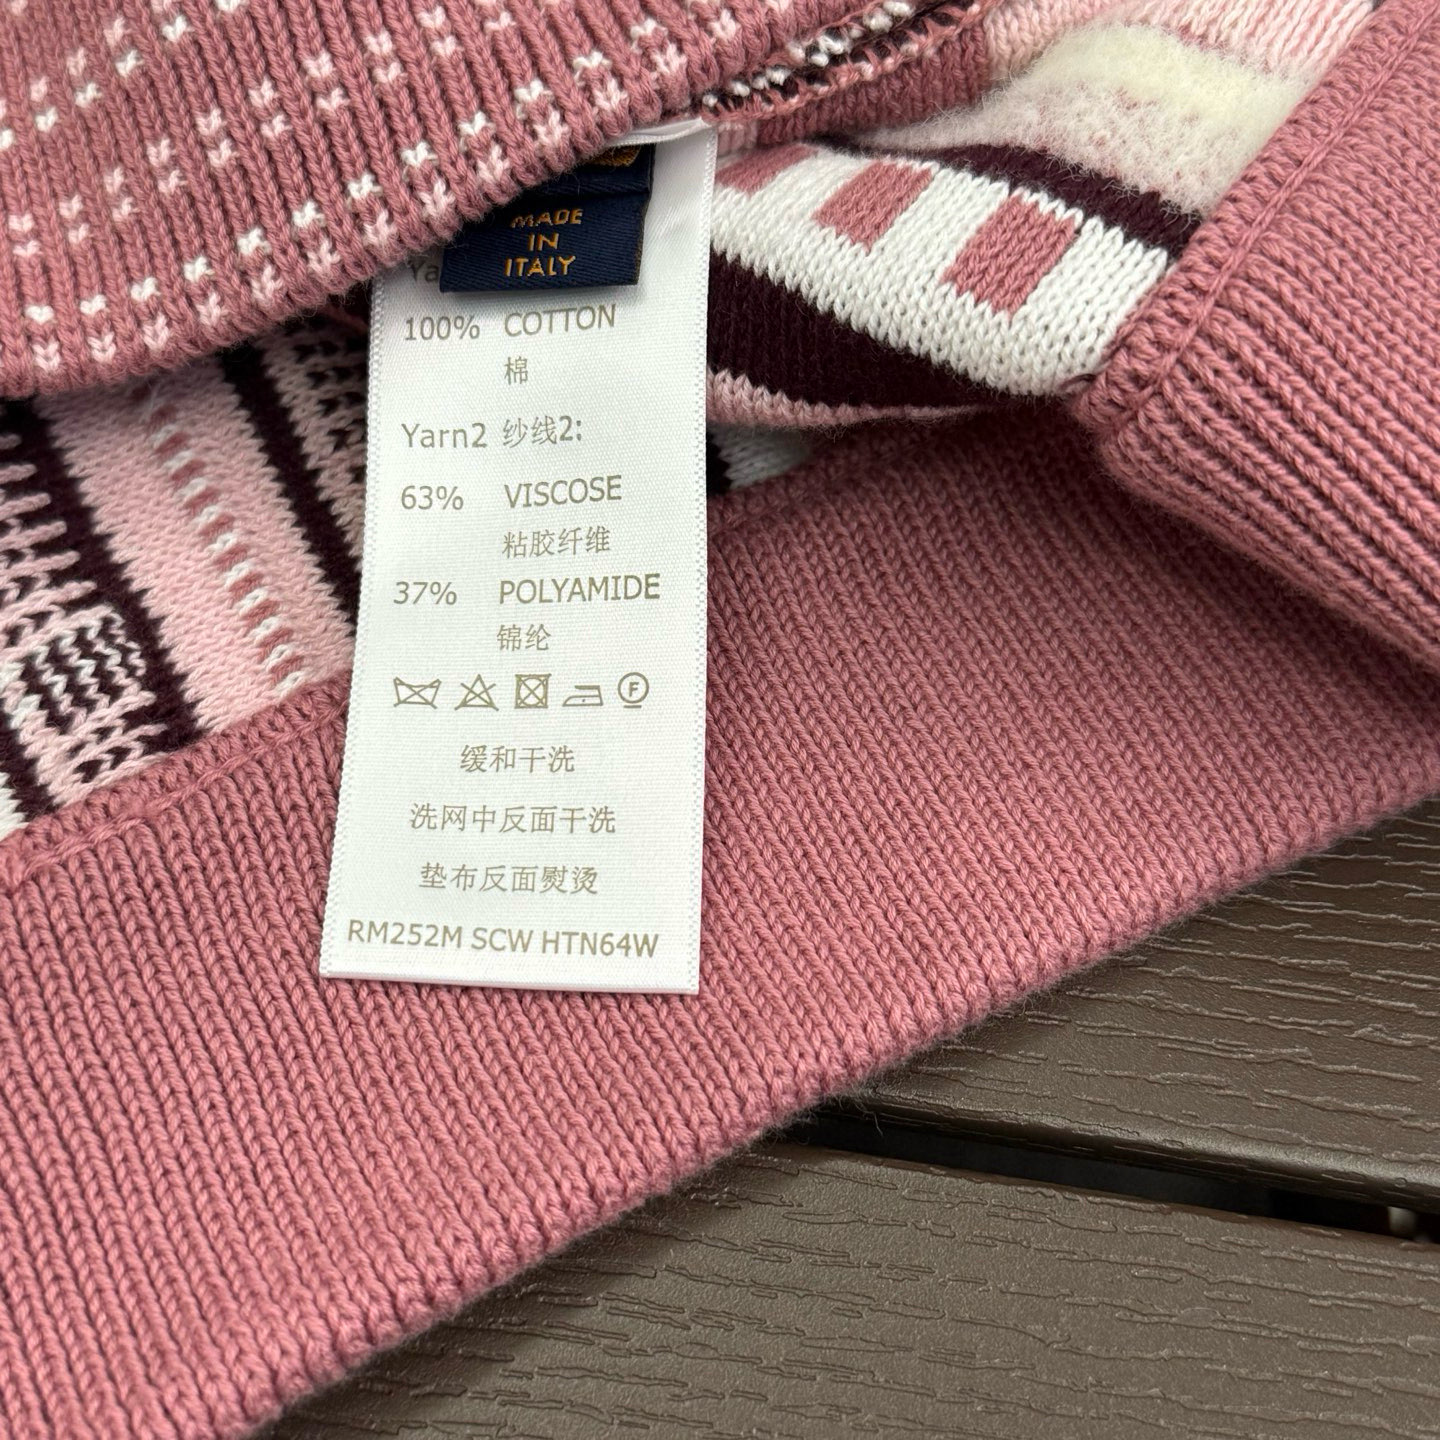 MADE
IN
ITALY
100% COTTON
棉
Yarn2 纱线2:
63% VISCOSE
粘胶纤维
37% POLYAMIDE
锦纶
F
缓和干洗
洗网中反面干洗
垫布反面熨烫
RM252M SCW HTN64W